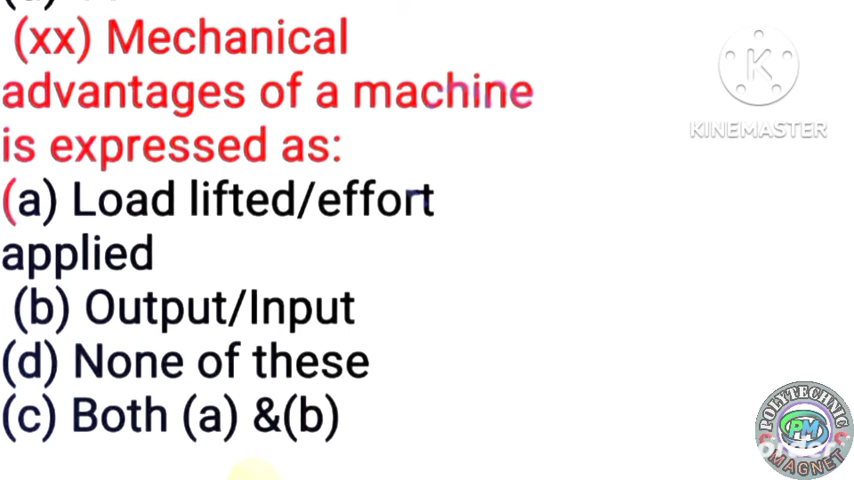 (xx) Mechanical
advantages of a machine
is expressed as:
(a) Load lifted/effort
applied
(b) Output/Input
(d) None of these
(c) Both (a) &(b)
KINEMASTER
POLYTECHNIC
PM
MAGNET